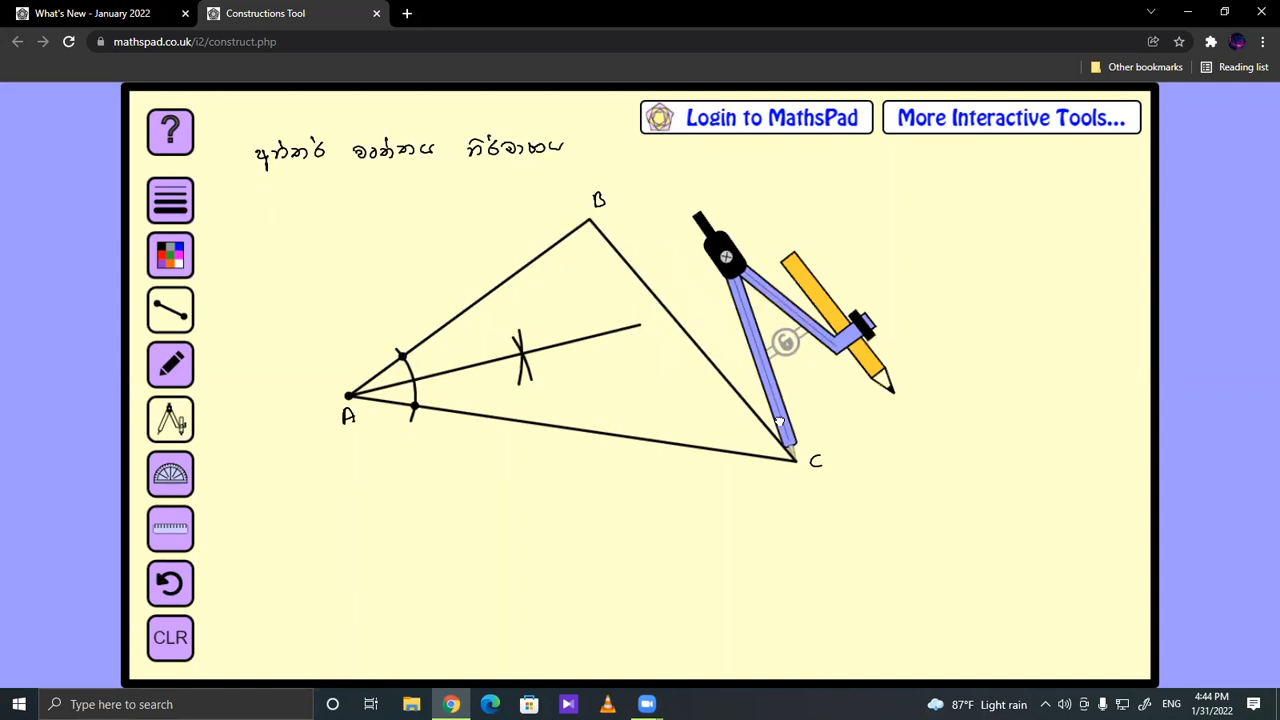 What's New - January 2022
Constructions Tool
mathspad.co.uk/i2/construct.php
Other bookmarks
Reading list
?
Login to MathsPad
More Interactive Tools...
අන්තර් වෘත්තය නිර්මාණය
B
A
C
CLR
Type here to search
87°F Light rain
ENG
4:44 PM
1/31/2022